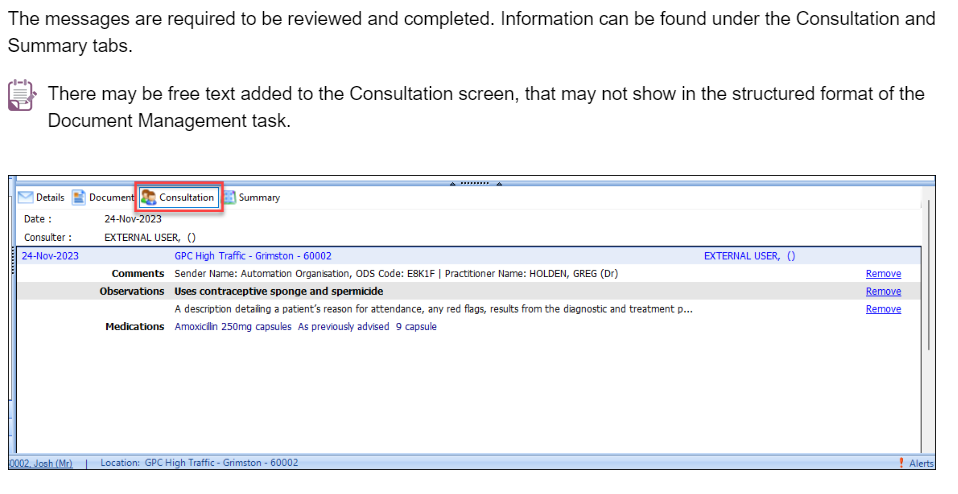 The messages are required to be reviewed and completed. Information can be found under the Consultation and
Summary tabs.
There may be free text added to the Consultation screen, that may not show in the structured format of the
Document Management task.
Details Document Consultation Summary
Date : 24-Nov-2023
Consulter : EXTERNAL USER, ()
24-Nov-2023 GPC High Traffic - Grimston - 60002 EXTERNAL USER, ()
Comments Sender Name: Automation Organisation, ODS Code: E8K1F | Practitioner Name: HOLDEN, GREG (Dr) Remove
Observations Uses contraceptive sponge and spermicide Remove
A description detailing a patient's reason for attendance, any red flags, results from the diagnostic and treatment p... Remove
Medications Amoxicillin 250mg capsules As previously advised 9 capsule
0002, Josh (Mr) | Location: GPC High Traffic - Grimston - 60002 Alerts